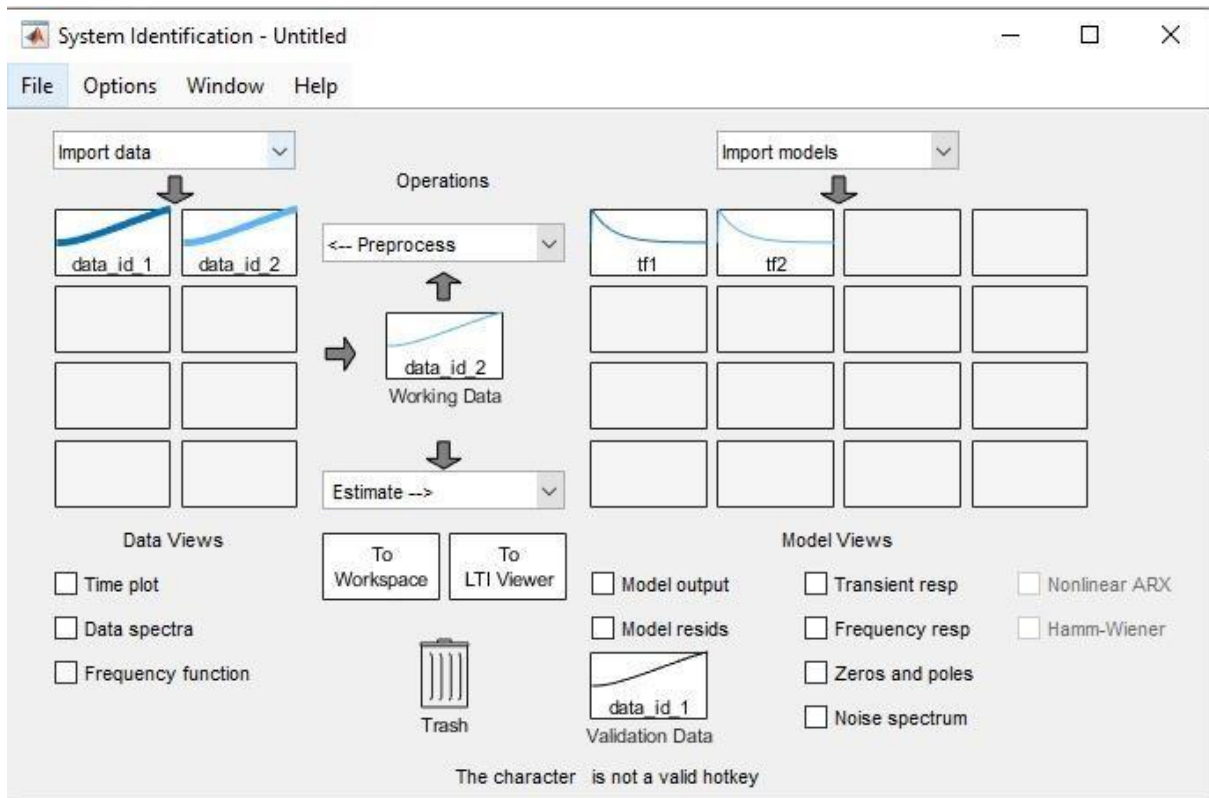 System Identification - Untitled
File Options Window Help
Import data
Import models
Operations
data_id_1 data_id_2
<-- Preprocess
tf1 tf2
data_id_2
Working Data
Estimate -->
Data Views
To Workspace
To LTI Viewer
Model Views
Time plot
Data spectra
Frequency function
Trash
Model output
Model resids
data_id_1
Validation Data
Transient resp
Frequency resp
Zeros and poles
Noise spectrum
Nonlinear ARX
Hamm-Wiener
The character is not a valid hotkey